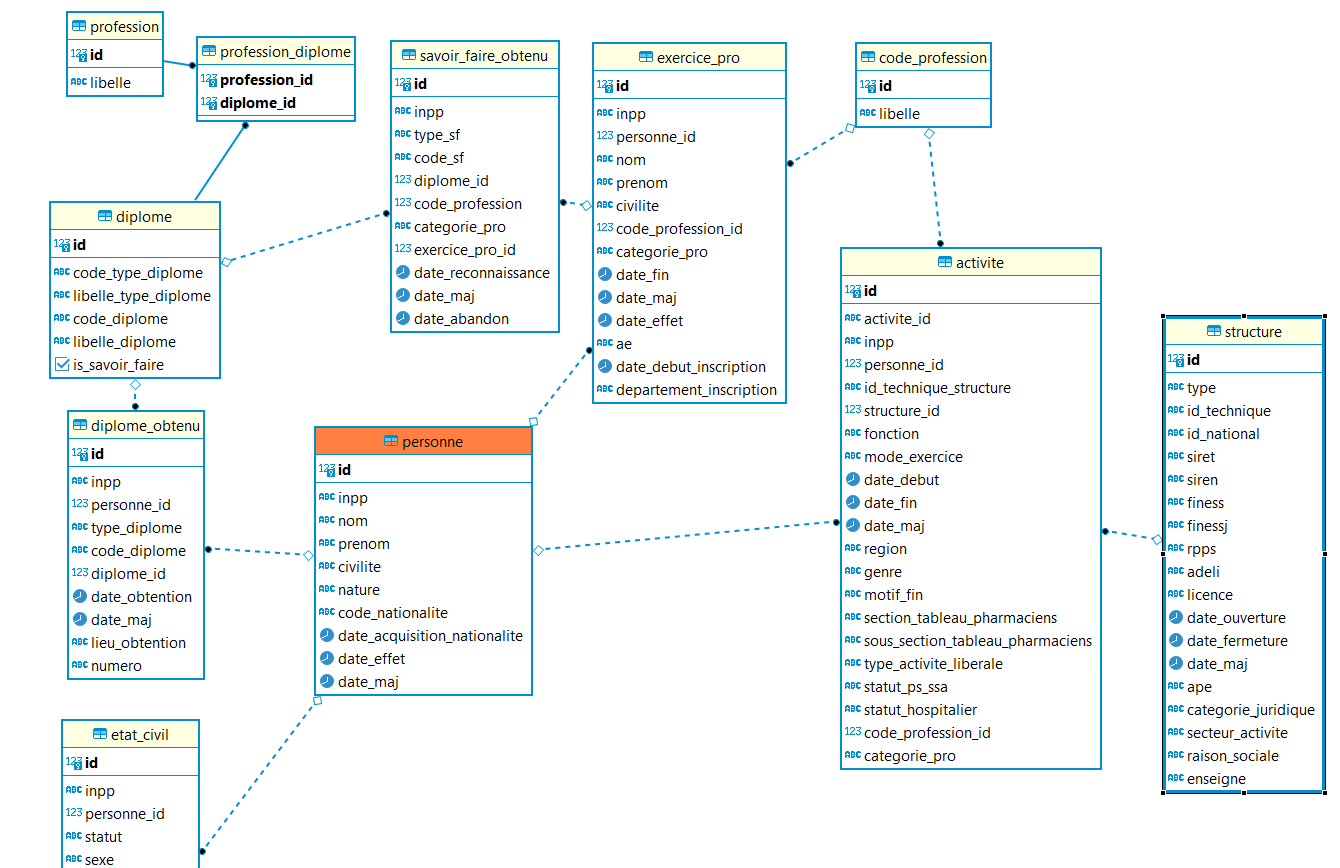 profession
123 id
ABC libelle
profession_diplome
123 profession_id
123 diplome_id
savoir_faire_obtenu
123 id
ABC inpp
ABC type_sf
ABC code_sf
123 diplome_id
123 code_profession
ABC categorie_pro
123 exercice_pro_id
date_reconnaissance
date_maj
date_abandon
exercice_pro
123 id
ABC inpp
123 personne_id
ABC nom
ABC prenom
ABC civilite
123 code_profession_id
ABC categorie_pro
date_fin
date_maj
date_effet
ABC ae
date_debut_inscription
ABC departement_inscription
code_profession
123 id
ABC libelle
diplome
123 id
ABC code_type_diplome
ABC libelle_type_diplome
ABC code_diplome
ABC libelle_diplome
is_savoir_faire
activite
123 id
ABC activite_id
ABC inpp
123 personne_id
ABC id_technique_structure
123 structure_id
ABC fonction
ABC mode_exercice
date_debut
date_fin
date_maj
ABC region
ABC genre
ABC motif_fin
ABC section_tableau_pharmaciens
ABC sous_section_tableau_pharmaciens
ABC type_activite_liberale
ABC statut_ps_ssa
ABC statut_hospitalier
123 code_profession_id
ABC categorie_pro
structure
123 id
ABC type
ABC id_technique
ABC id_national
ABC siret
ABC siren
ABC finess
ABC finessj
ABC rpps
ABC adeli
ABC licence
date_ouverture
date_fermeture
date_maj
ABC ape
ABC categorie_juridique
ABC secteur_activite
ABC raison_sociale
ABC enseigne
diplome_obtenu
123 id
ABC inpp
123 personne_id
ABC type_diplome
ABC code_diplome
123 diplome_id
date_obtention
date_maj
ABC lieu_obtention
ABC numero
personne
123 id
ABC inpp
ABC nom
ABC prenom
ABC civilite
ABC nature
ABC code_nationalite
date_acquisition_nationalite
date_effet
date_maj
etat_civil
123 id
ABC inpp
123 personne_id
ABC statut
ABC sexe